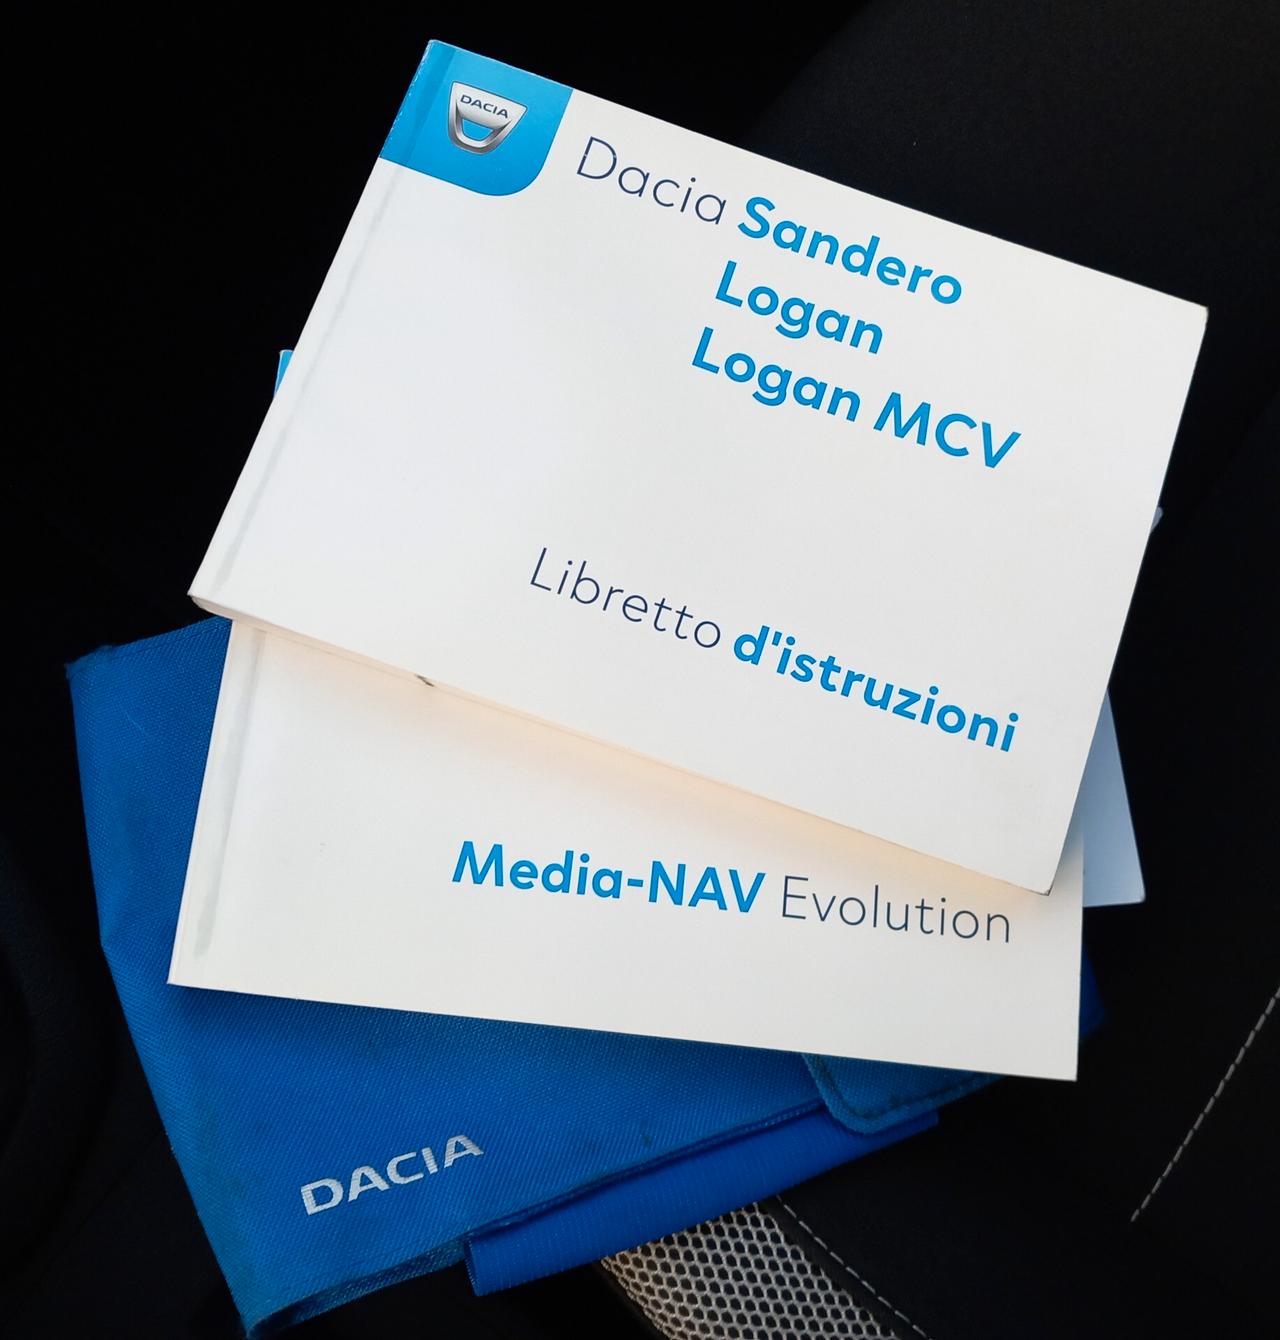 DACIA
Dacia Sandero
Logan
Logan MCV
Libretto d'istruzioni
Media-NAV Evolution
DACIA